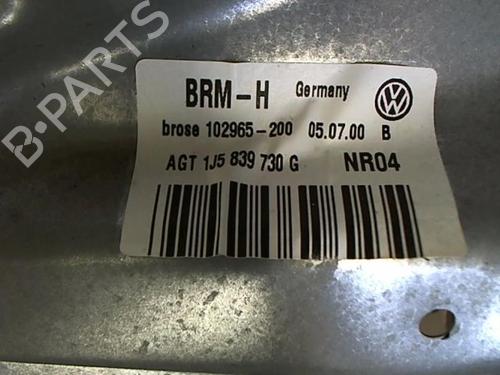 B-PARTS
BRM-H Germany
brose 102965-200 05.07.00 B
AGT 1J5 839 730 G NR04